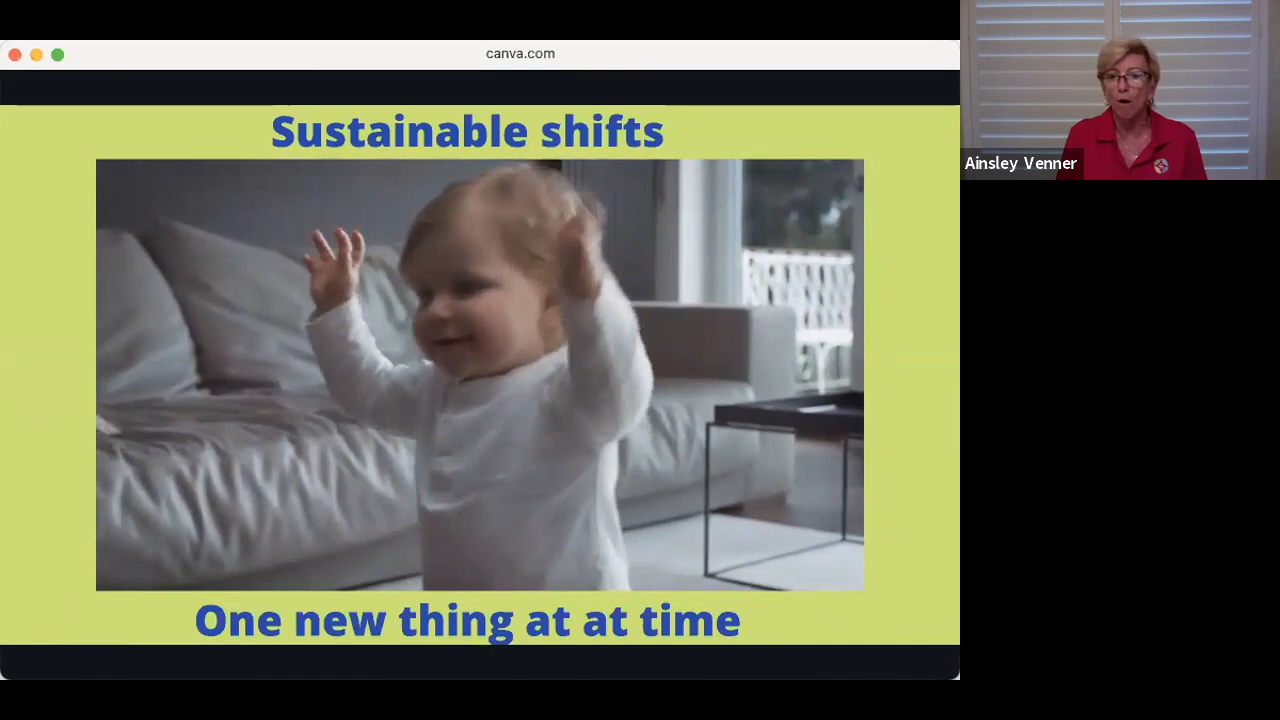 canva.com
Sustainable shifts
Ainsley Venner
One new thing at at time